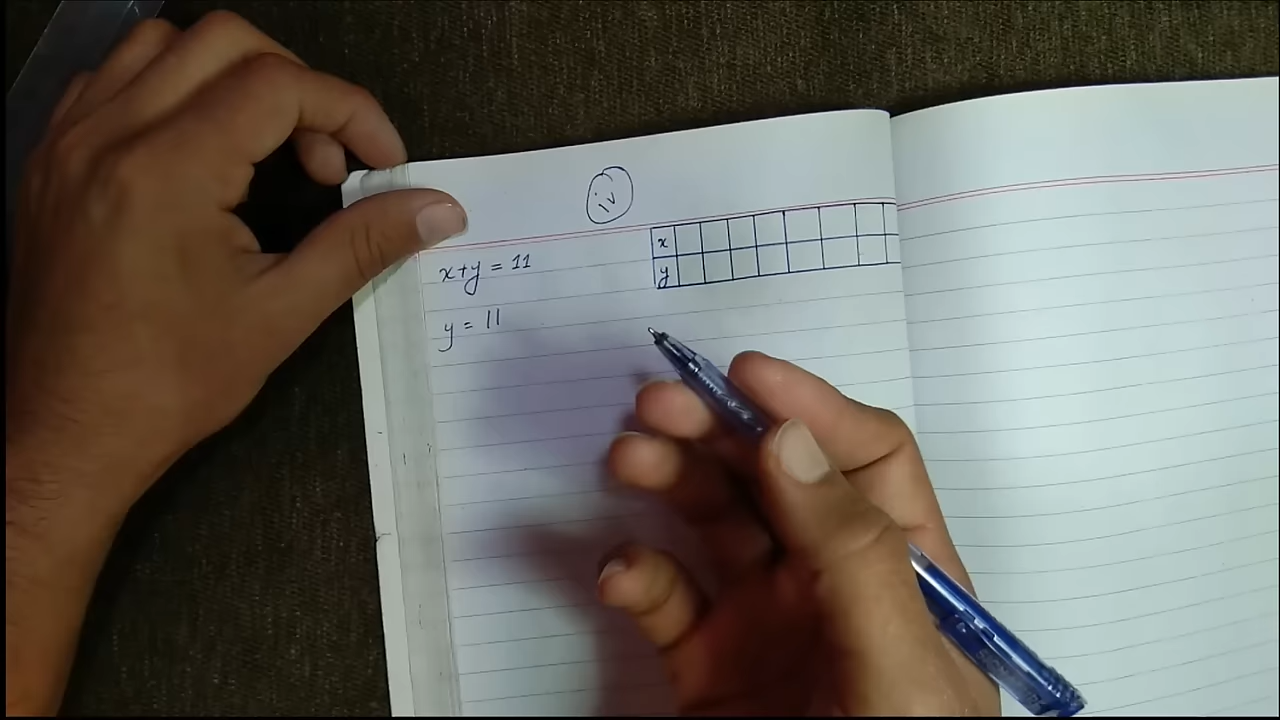 iv
x
y
x+y = 11
y = 11